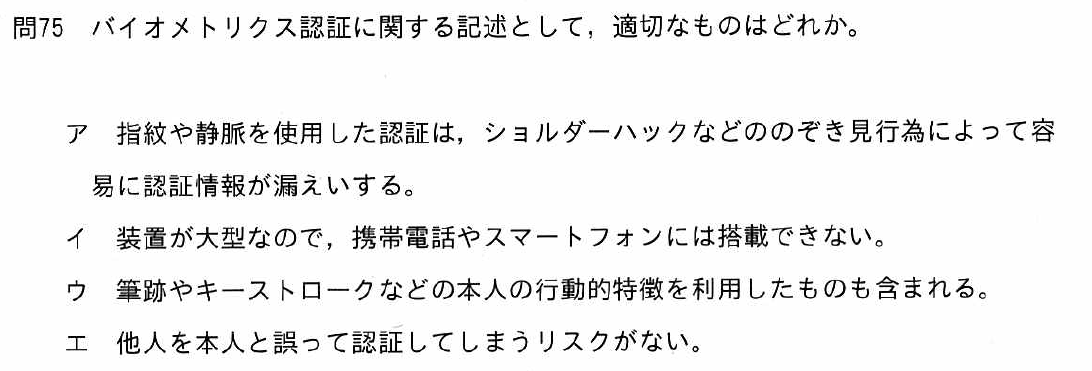 問75　バイオメトリクス認証に関する記述として，適切なものはどれか。
ア　指紋や静脈を使用した認証は，ショルダーハックなどののぞき見行為によって容
易に認証情報が漏えいする。
イ　装置が大型なので，携帯電話やスマートフォンには搭載できない。
ウ　筆跡やキーストロークなどの本人の行動的特徴を利用したものも含まれる。
エ　他人を本人と誤って認証してしまうリスクがない。